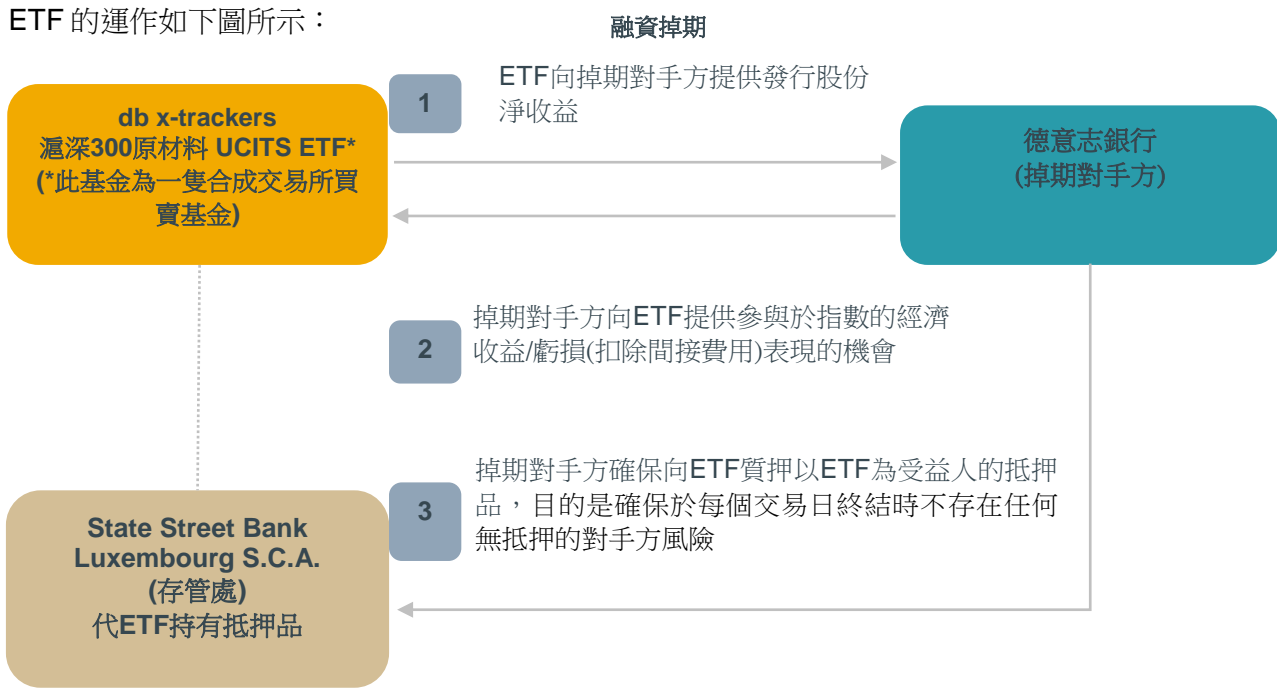 ETF 的運作如下圖所示：
融資掉期
1
ETF向掉期對手方提供發行股份
淨收益
db x-trackers
滬深300原材料 UCITS ETF*
(*此基金為一隻合成交易所買
賣基金)
德意志銀行
(掉期對手方)
2
掉期對手方向ETF提供參與於指數的經濟
收益/虧損(扣除間接費用)表現的機會
3
掉期對手方確保向ETF質押以ETF為受益人的抵押
品，目的是確保於每個交易日終結時不存在任何
無抵押的對手方風險
State Street Bank
Luxembourg S.C.A.
(存管處)
代ETF持有抵押品